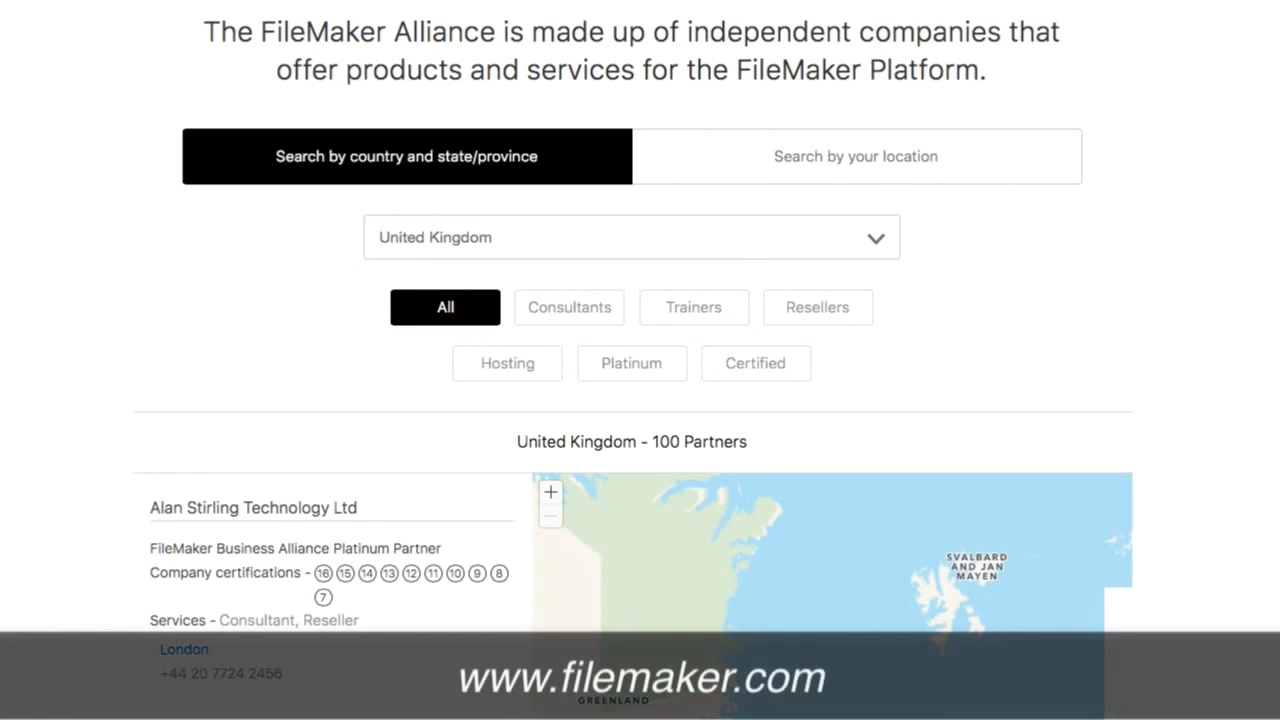 The FileMaker Alliance is made up of independent companies that
offer products and services for the FileMaker Platform.
Search by country and state/province
Search by your location
United Kingdom
All
Consultants
Trainers
Resellers
Hosting
Platinum
Certified
United Kingdom - 100 Partners
Alan Stirling Technology Ltd
FileMaker Business Alliance Platinum Partner
Company certifications - 16 15 14 13 12 11 10 9 8
7
Services - Consultant, Reseller
London
+44 20 7724 2456
+
SVALBARD
AND JAN
MAYEN
www.filemaker.com
GREENLAND